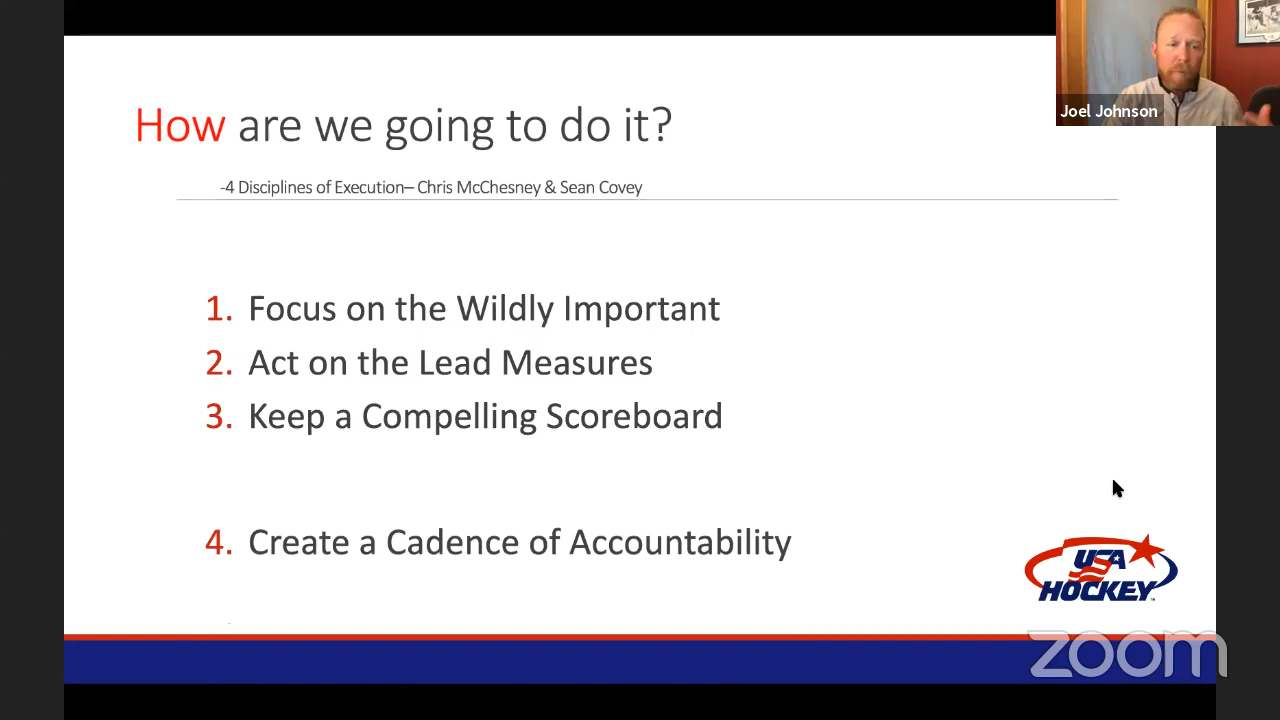 Joel Johnson
How are we going to do it?
-4 Disciplines of Execution– Chris McChesney & Sean Covey
1. Focus on the Wildly Important
2. Act on the Lead Measures
3. Keep a Compelling Scoreboard
4. Create a Cadence of Accountability
USA
HOCKEY
zoom